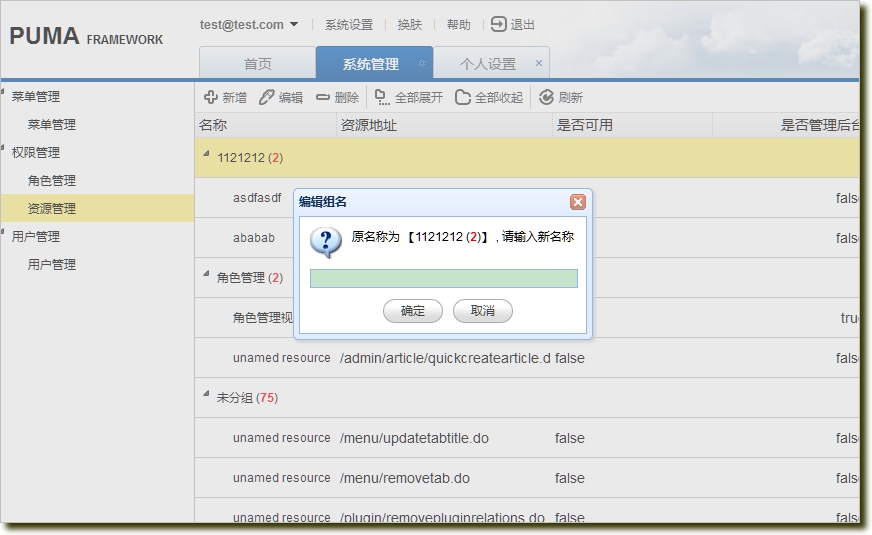 PUMA FRAMEWORK
test@test.com 系统设置 换肤 帮助 退出
首页 系统管理 个人设置
菜单管理
菜单管理
权限管理
角色管理
资源管理
用户管理
用户管理
新增 编辑 删除 全部展开 全部收起 刷新
名称 资源地址 是否可用 是否管理后台
1121212 (2)
asdfasdf fals
ababab fals
角色管理 (2)
角色管理视 tru
unamed resource /admin/article/quickcreatearticle.d false fals
未分组 (75)
unamed resource /menu/updatetabtitle.do false fals
unamed resource /menu/removetab.do false fals
unamed resource /plugin/removepluginrelations.do false fals
编辑组名
原名称为 【1121212 (2)】 , 请输入新名称
确定 取消